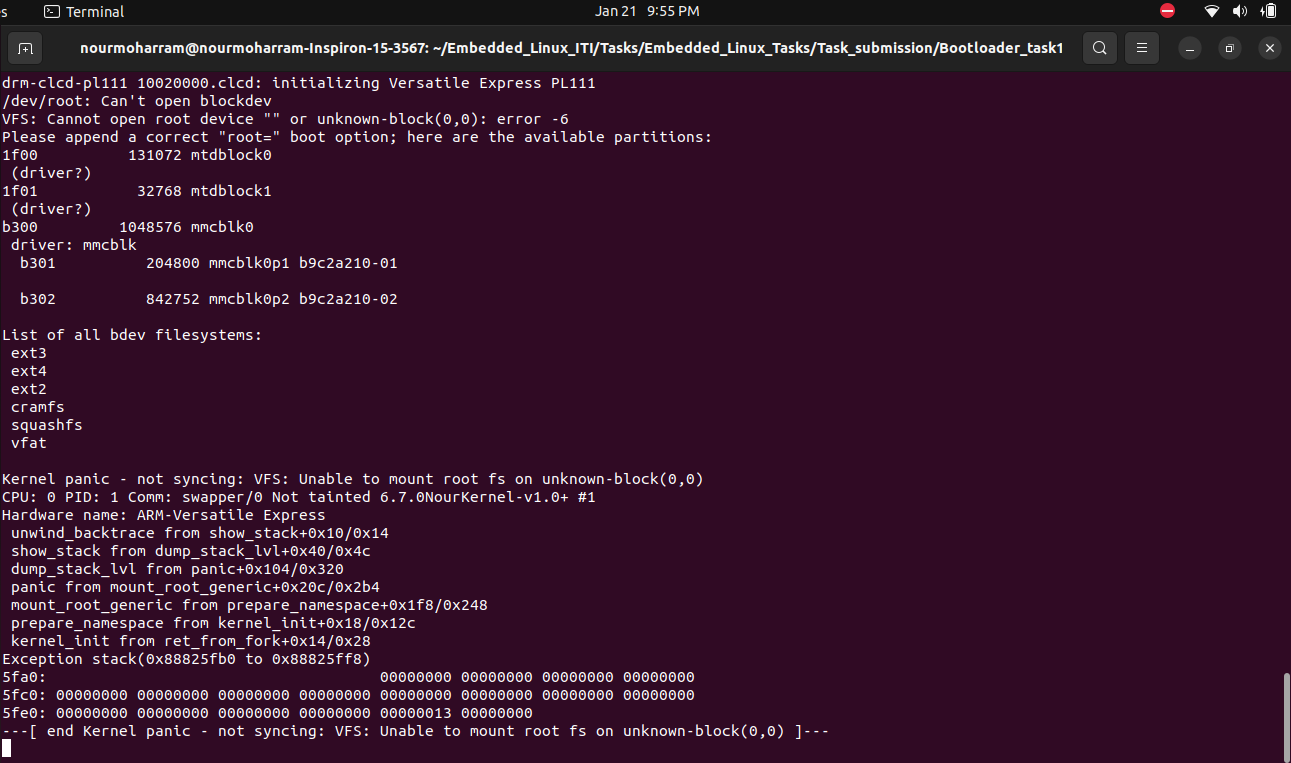 s Terminal Jan 21 9:55 PM
nourmoharram@nourmoharram-Inspiron-15-3567: ~/Embedded_Linux_ITI/Tasks/Embedded_Linux_Tasks/Task_submission/Bootloader_task1
drm-clcd-pl111 10020000.clcd: initializing Versatile Express PL111
/dev/root: Can't open blockdev
VFS: Cannot open root device "" or unknown-block(0,0): error -6
Please append a correct "root=" boot option; here are the available partitions:
1f00          131072 mtdblock0
 (driver?)
1f01           32768 mtdblock1
 (driver?)
b300         1048576 mmcblk0
 driver: mmcblk
  b301          204800 mmcblk0p1 b9c2a210-01
  b302          842752 mmcblk0p2 b9c2a210-02
List of all bdev filesystems:
 ext3
 ext4
 ext2
 cramfs
 squashfs
 vfat
Kernel panic - not syncing: VFS: Unable to mount root fs on unknown-block(0,0)
CPU: 0 PID: 1 Comm: swapper/0 Not tainted 6.7.0NourKernel-v1.0+ #1
Hardware name: ARM-Versatile Express
 unwind_backtrace from show_stack+0x10/0x14
 show_stack from dump_stack_lvl+0x40/0x4c
 dump_stack_lvl from panic+0x104/0x320
 panic from mount_root_generic+0x20c/0x2b4
 mount_root_generic from prepare_namespace+0x1f8/0x248
 prepare_namespace from kernel_init+0x18/0x12c
 kernel_init from ret_from_fork+0x14/0x28
Exception stack(0x88825fb0 to 0x88825ff8)
5fa0:                                     00000000 00000000 00000000 00000000
5fc0: 00000000 00000000 00000000 00000000 00000000 00000000 00000000 00000000
5fe0: 00000000 00000000 00000000 00000000 00000013 00000000
---[ end Kernel panic - not syncing: VFS: Unable to mount root fs on unknown-block(0,0) ]---